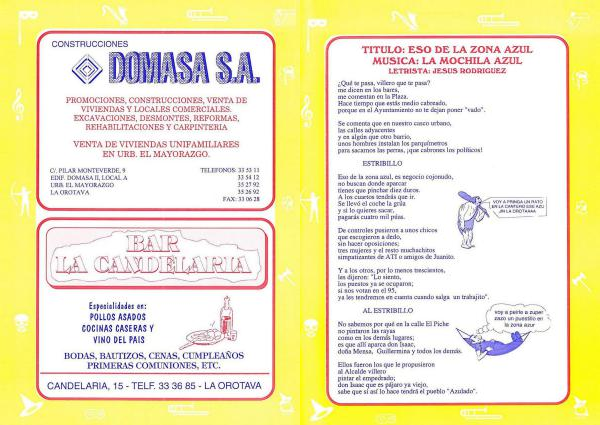 CONSTRUCCIONES
DOMASA S.A.
PROMOCIONES, CONSTRUCCIONES, VENTA DE
VIVIENDAS Y LOCALES COMERCIALES.
EXCAVACIONES, DESMONTES, REFORMAS,
REHABILITACIONES Y CARPINTERIA
VENTA DE VIVIENDAS UNIFAMILIARES
EN URB. EL MAYORAZGO.
C/. PILAR MONTEVERDE, 9 TELEFONOS: 33 53 11
EDIF. DOMASA II, LOCAL A 33 54 12
URB. EL MAYORAZGO 35 27 92
LA OROTAVA 35 26 92
FAX: 33 06 28
BAR
LA CANDELARIA
Especialidades en:
POLLOS ASADOS
COCINAS CASERAS Y
VINO DEL PAIS
BODAS, BAUTIZOS, CENAS, CUMPLEAÑOS
PRIMERAS COMUNIONES, ETC.
CANDELARIA, 15 - TELF. 33 36 85 - LA OROTAVA
TITULO: ESO DE LA ZONA AZUL
MUSICA: LA MOCHILA AZUL
LETRISTA: JESUS RODRIGUEZ
¿Qué te pasa, villero que te pasa?
me dicen en los bares,
me comentan en la Plaza.
Hace tiempo que estás medio cabreado,
porque en el Ayuntamiento no te dejan poner "vado".
Se comenta que en nuestro casco urbano,
las calles adyacentes
y en algún que otro barrio,
unos hombres instalan los parquímetros
para sacarnos las perras, ¡que cabrones los políticos!
ESTRIBILLO
Eso de la zona azul, es negocio cojonudo,
no buscan donde aparcar
tienes que pinchar diez duros.
A los cuartos tendrás que ir.
Se llevó el coche la grúa
y si lo quieres sacar,
pagarás cuatro mil púas.
De controles pusieron a unos chicos
que escogieron a dedo,
sin hacer oposiciones;
tres mujeres y el resto muchachitos
simpatizantes de ATI o amigos de Juanito.
Y a los otros, por lo menos trescientos,
les dijeron: "Lo siento,
los puestos ya se ocuparon;
si nos votan en el 95,
ya les tendremos en cuenta cuando salga un trabajito".
AL ESTRIBILLO
No sabemos por qué en la calle El Piche
no pintaron las rayas
como en los demás lugares;
es que allí aparca don Isaac,
doña Mensa, Guillermina y todos los demás.
Ellos fueron los que le propusieron
al Alcalde villero
pintar el empedrado;
don Isaac que es pájaro ya viejo,
sabe que si así lo hace tendrá el pueblo "Azulado".
VOY A PRINGA UN RATO
EN LA CANTURIO ESE AZU
¡IN LA OROTAAAA
voy a peirle a zuper
zazo un puestito en
la zona azur